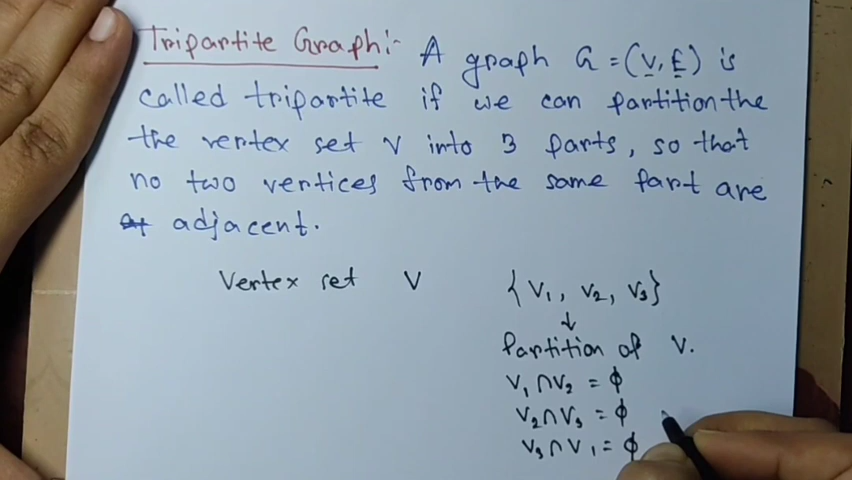 Tripartite Graph:- A graph G = (V, E) is
called tripartite if we can partition the
the vertex set V into 3 parts, so that
no two vertices from the same part are
adjacent.
Vertex set V {V₁, V₂, V₃}
↓
Partition of V.
V₁ ∩ V₂ = ϕ
V₂ ∩ V₃ = ϕ
V₃ ∩ V₁ = ϕ